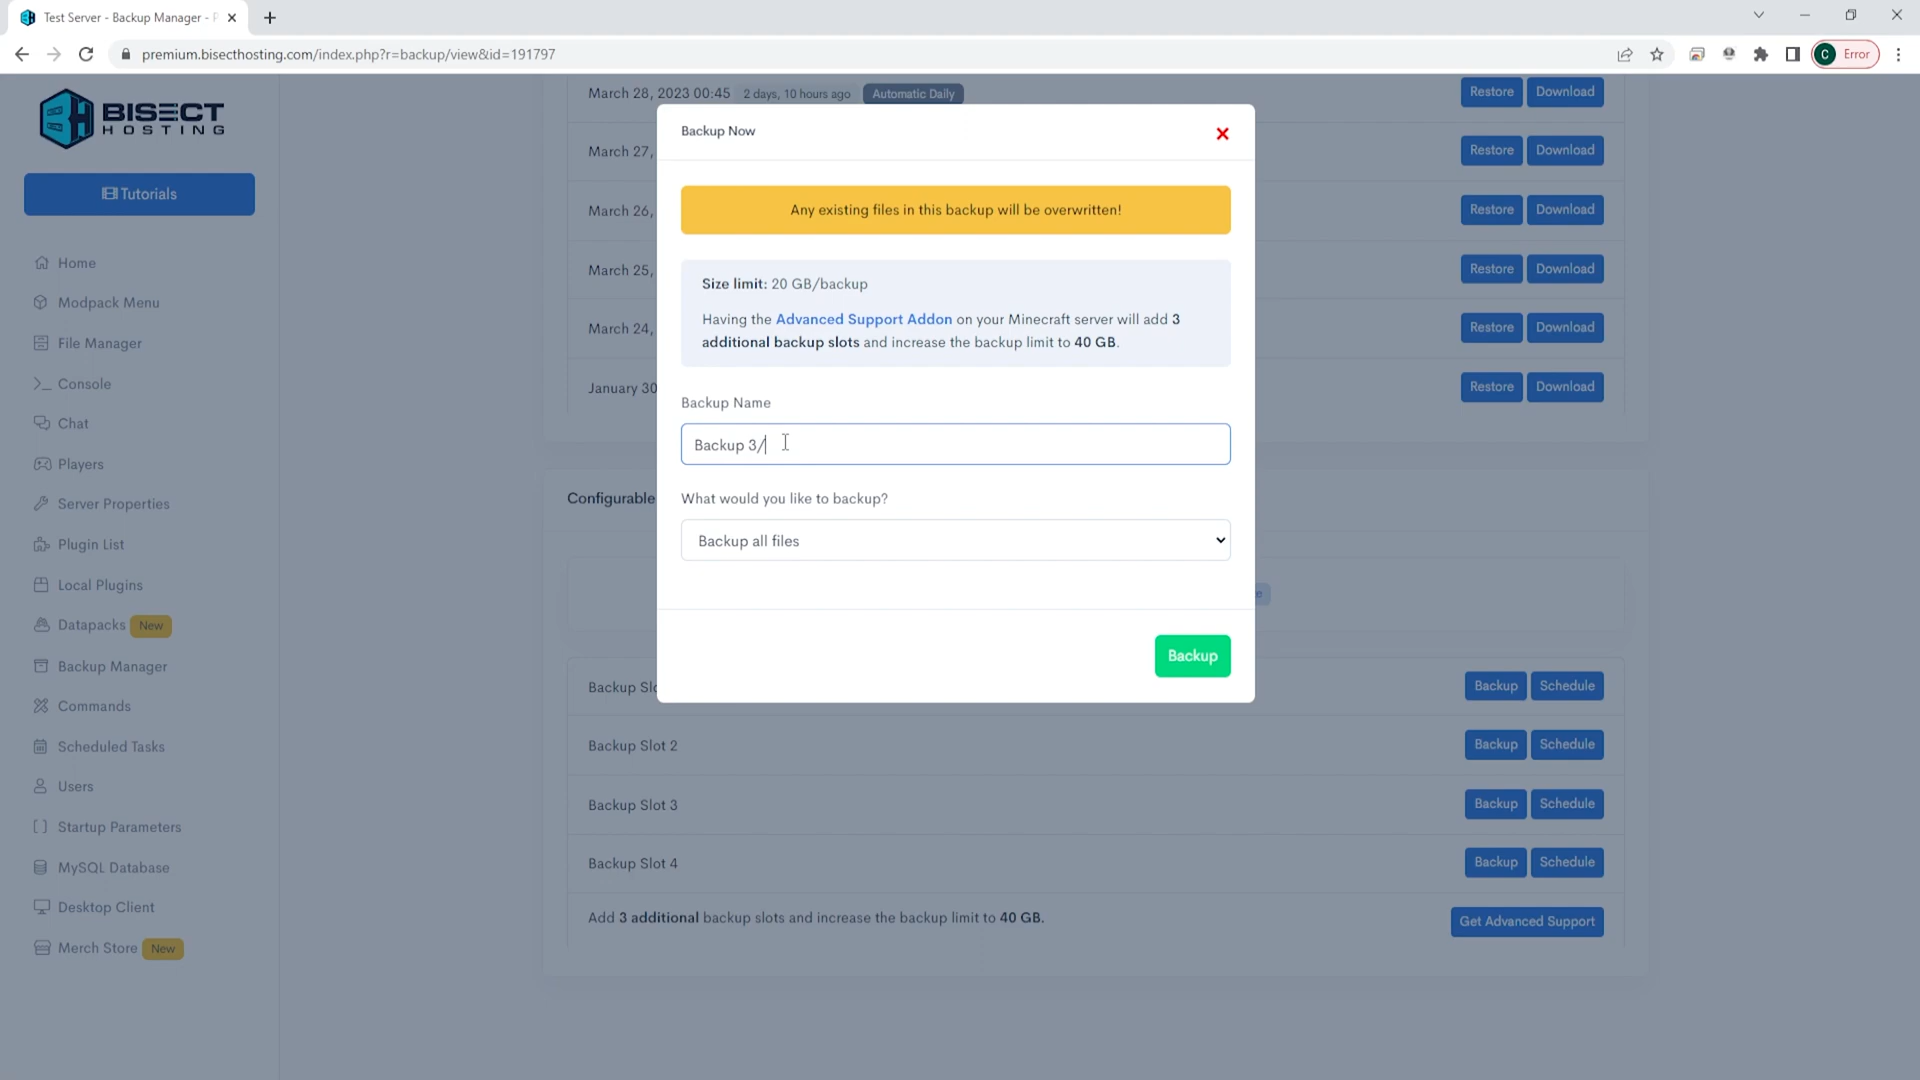 Test Server - Backup Manager -
premium.bisecthosting.com/index.php?r=backup/view&id=191797
C Error
BISECT
HOSTING
Tutorials
Home
Modpack Menu
File Manager
Console
Chat
Players
Server Properties
Plugin List
Local Plugins
Datapacks New
Backup Manager
Commands
Scheduled Tasks
Users
Startup Parameters
MySQL Database
Desktop Client
Merch Store New
March 28, 2023 00:45 2 days, 10 hours ago Automatic Daily Restore Download
March 27, Restore Download
March 26, Restore Download
March 25, Restore Download
March 24, Restore Download
January 30 Restore Download
Backup Now
Any existing files in this backup will be overwritten!
Size limit: 20 GB/backup
Having the Advanced Support Addon on your Minecraft server will add 3
additional backup slots and increase the backup limit to 40 GB.
Backup Name
Backup 3/
What would you like to backup?
Backup all files
Backup
Configurable
Backup Backup Schedule
Backup Slot 2 Backup Schedule
Backup Slot 3 Backup Schedule
Backup Slot 4 Backup Schedule
Add 3 additional backup slots and increase the backup limit to 40 GB. Get Advanced Support